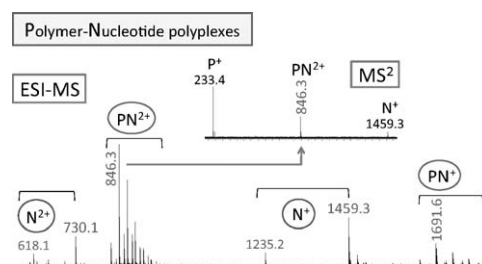 Polymer-Nucleotide polyplexes
ESI-MS
MS2
P+
233.4
PN2+
846.3
N+
1459.3
PN2+
846.3
N2+
618.1
730.1
N+
1235.2
1459.3
PN+
1691.6